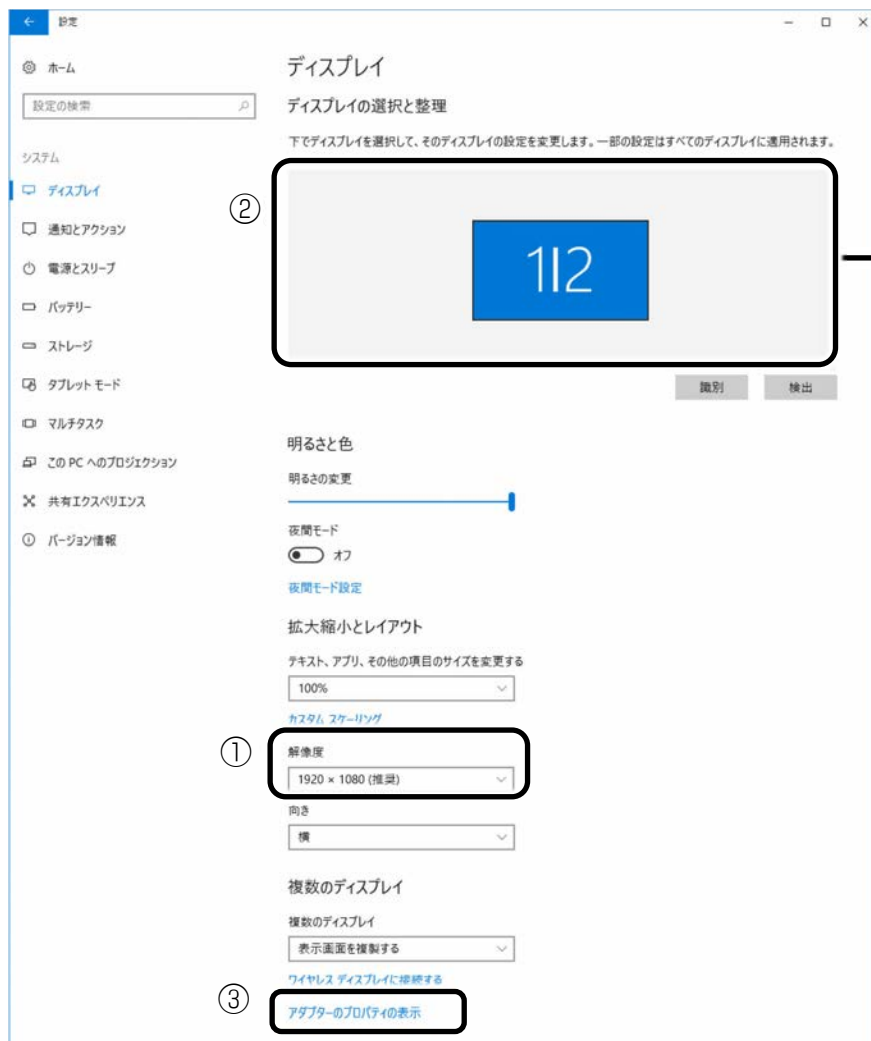 設定
ホーム
設定の検索
システム
ディスプレイ
通知とアクション
電源とスリープ
バッテリー
ストレージ
タブレット モード
マルチタスク
この PC へのプロジェクション
共有エクスペリエンス
バージョン情報
ディスプレイ
ディスプレイの選択と整理
下でディスプレイを選択して、そのディスプレイの設定を変更します。一部の設定はすべてのディスプレイに適用されます。
②
1|2
識別
検出
明るさと色
明るさの変更
夜間モード
オフ
夜間モード設定
拡大縮小とレイアウト
テキスト、アプリ、その他の項目のサイズを変更する
100%
カスタム スケーリング
①
解像度
1920 × 1080 (推奨)
向き
横
複数のディスプレイ
複数のディスプレイ
表示画面を複製する
ワイヤレス ディスプレイに接続する
③
アダプターのプロパティの表示